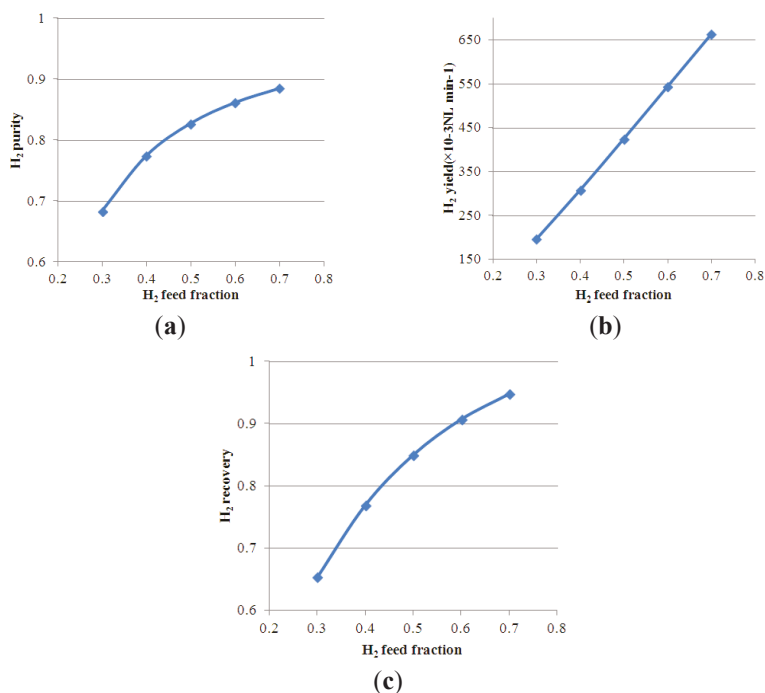 1
0.9
0.8
0.7
0.6
H₂ purity
0.2 0.3 0.4 0.5 0.6 0.7 0.8
H₂ feed fraction
(a)
650
550
450
350
250
150
H₂ yield(×10-3NL min-1)
0.2 0.3 0.4 0.5 0.6 0.7 0.8
H₂ feed fraction
(b)
1
0.9
0.8
0.7
0.6
H₂ recovery
0.2 0.3 0.4 0.5 0.6 0.7 0.8
H₂ feed fraction
(c)